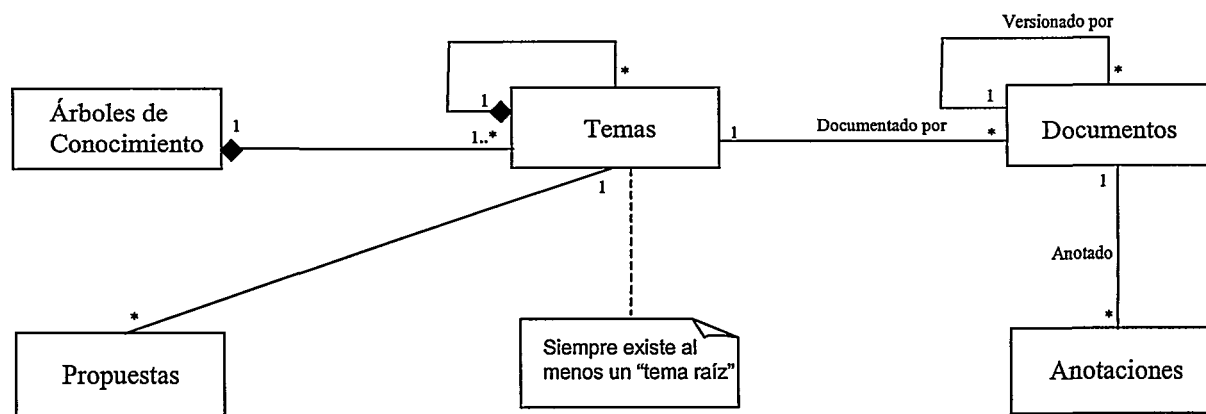 Versionado por
*
*
Árboles de
Conocimiento
1
1
1..*
Temas
1
Documentado por
*
1
Documentos
1
1
Anotado
*
*
Propuestas
Siempre existe al
menos un “tema raíz”
Anotaciones